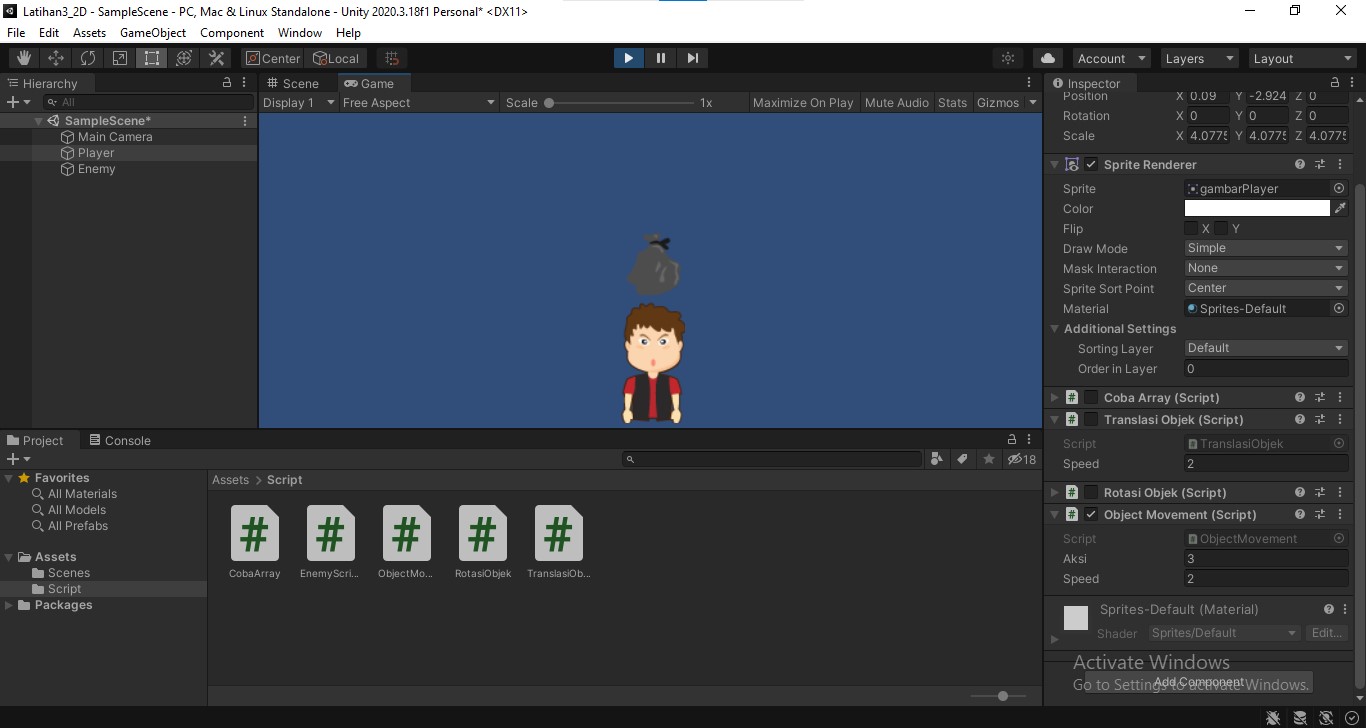 Latihan3_2D - SampleScene - PC, Mac & Linux Standalone - Unity 2020.3.18f1 Personal* <DX11>
File Edit Assets GameObject Component Window Help
Center Local Account Layers Layout
Hierarchy
All
SampleScene*
Main Camera
Player
Enemy
Scene Game
Display 1 Free Aspect Scale 1x Maximize On Play Mute Audio Stats Gizmos
Inspector
Position X 0.09 Y -2.924 Z 0
Rotation X 0 Y 0 Z 0
Scale X 4.0775 Y 4.0775 Z 4.0775
Sprite Renderer
Sprite gambarPlayer
Color
Flip X Y
Draw Mode Simple
Mask Interaction None
Sprite Sort Point Center
Material Sprites-Default
Additional Settings
Sorting Layer Default
Order in Layer 0
# Coba Array (Script)
# Translasi Objek (Script)
Script TranslasiObjek
Speed 2
# Rotasi Objek (Script)
# Object Movement (Script)
Script ObjectMovement
Aksi 3
Speed 2
Sprites-Default (Material)
Shader Sprites/Default Edit...
Add Component
Activate Windows
Go to Settings to activate Windows.
Project Console
18
Favorites
All Materials
All Models
All Prefabs
Assets
Scenes
Script
Packages
Assets > Script
# # # # #
CobaArray EnemyScri... ObjectMo... RotasiObjek TranslasiOb...